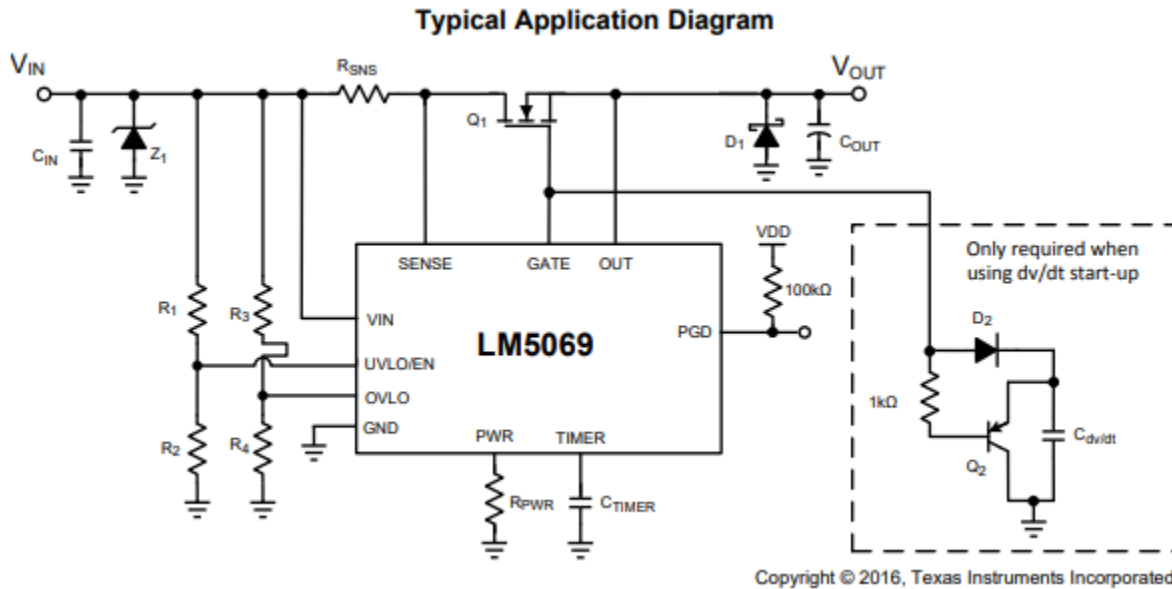 Typical Application Diagram
VIN
RSNS
VOUT
Q1
CIN
Z1
D1
COUT
VDD
Only required when
using dv/dt start-up
SENSE
GATE
OUT
100kΩ
R1
R3
VIN
LM5069
PGD
D2
UVLO/EN
OVLO
1kΩ
GND
R2
R4
PWR
TIMER
Q2
Cdv/dt
RPWR
CTIMER
Copyright © 2016, Texas Instruments Incorporated